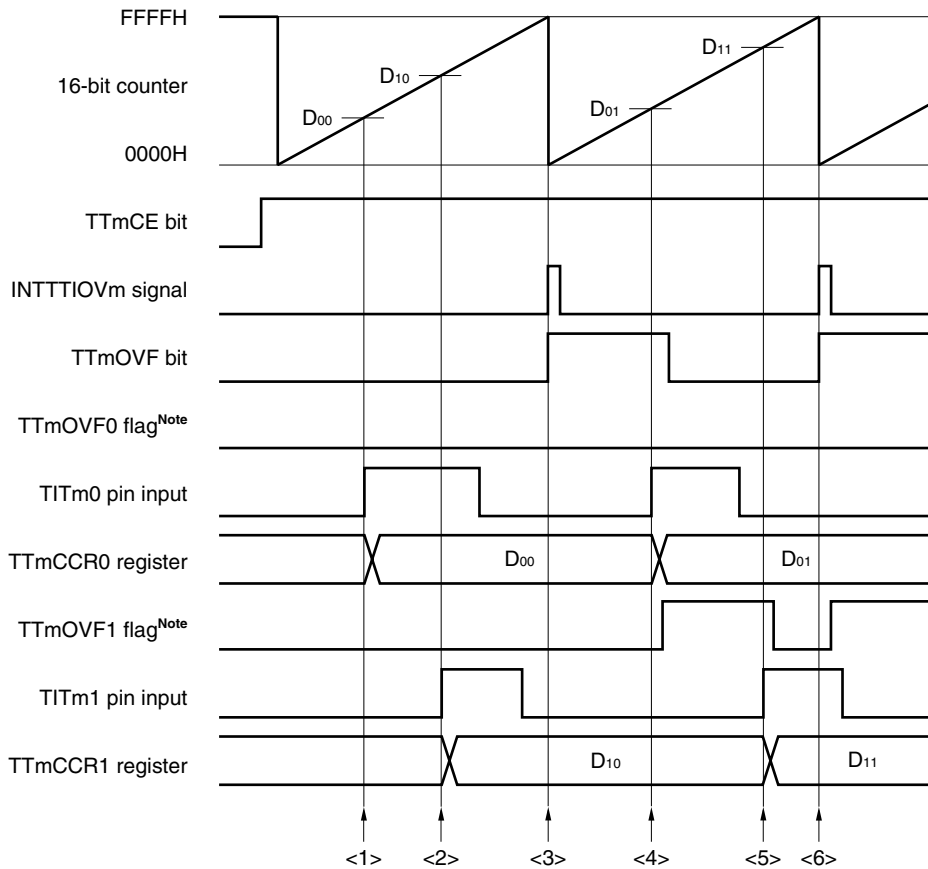 FFFFH
16-bit counter
0000H
D00
D10
D01
D11
TTmCE bit
INTTTIOVm signal
TTmOVF bit
TTmOVF0 flagNote
TITm0 pin input
TTmCCR0 register
D00
D01
TTmOVF1 flagNote
TITm1 pin input
TTmCCR1 register
D10
D11
<1>
<2>
<3>
<4>
<5>
<6>